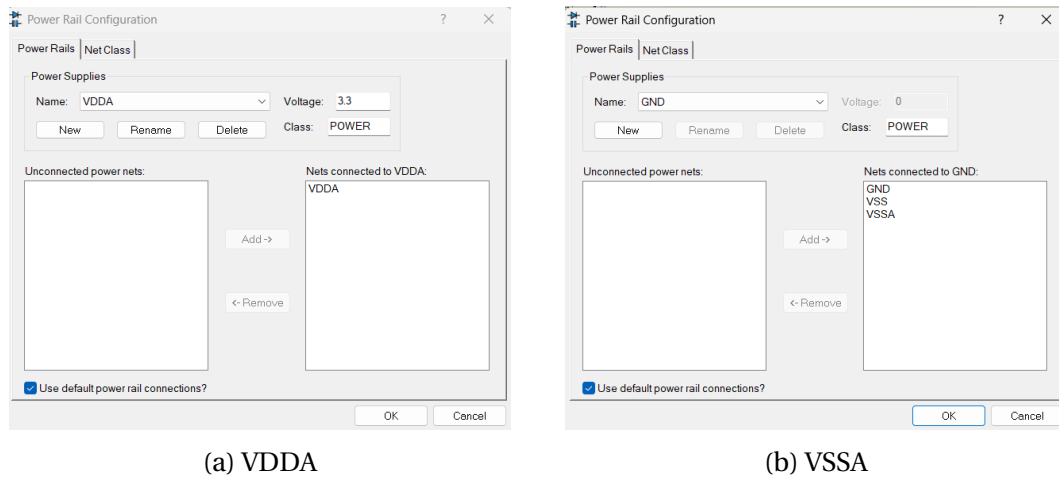 Power Rail Configuration ? ×
Power Rails Net Class
Power Supplies
Name: VDDA Voltage: 3.3
New Rename Delete Class: POWER
Unconnected power nets: Nets connected to VDDA:
VDDA
Add ->
<- Remove
Use default power rail connections?
OK Cancel
(a) VDDA
Power Rail Configuration ? ×
Power Rails Net Class
Power Supplies
Name: GND Voltage: 0
New Rename Delete Class: POWER
Unconnected power nets: Nets connected to GND:
GND
VSS
VSSA
Add ->
<- Remove
Use default power rail connections?
OK Cancel
(b) VSSA